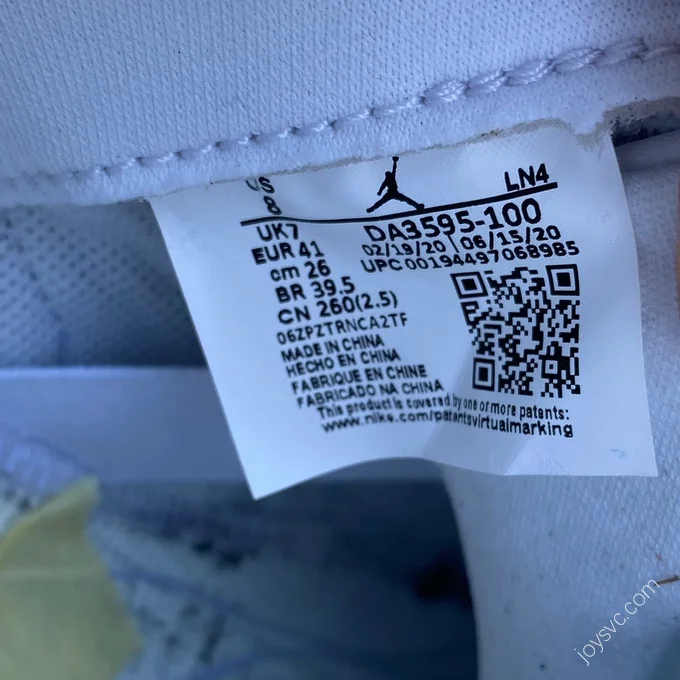 US
8
LN4
UK7
DA3595-100
EUR 41
02/19/20 | 06/15/20
cm 26
UPC 00194497068985
BR 39.5
CN 260(2.5)
06ZPZTRNCA2TF
MADE IN CHINA
HECHO EN CHINA
FABRIQUE EN CHINE
FABRICADO NA CHINA
This product is covered by one or more patents:
www.nike.com/patentsvirtualmarking
joysvc.com